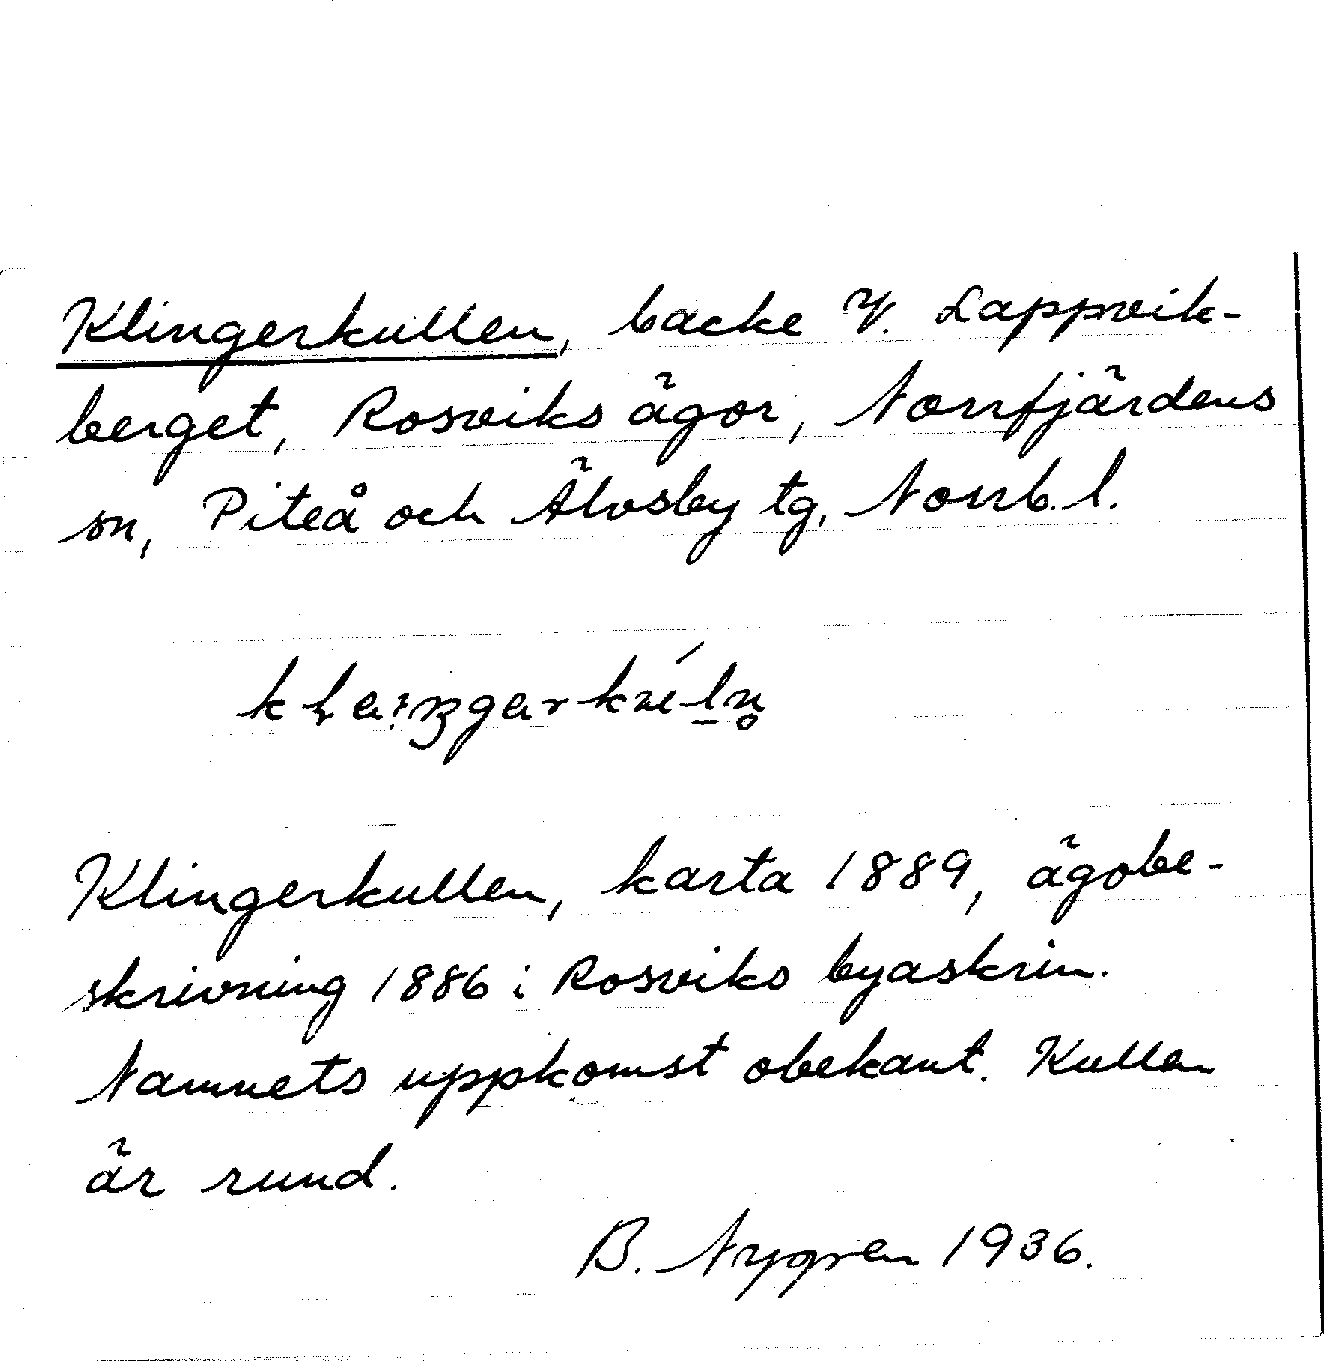 Klingerkullen, backe V. Lappvik-
berget, Rosviks ägor, Norrfjärdens
sn, Piteå och Älvsby tg, Norrb. l.
Klingerkullen, karta 1889, ägobe-
skrivning 1886 i Rosviks byaskrin.
Namnets uppkomst obekant. Kullen
är rund.
B. Nygren 1936.